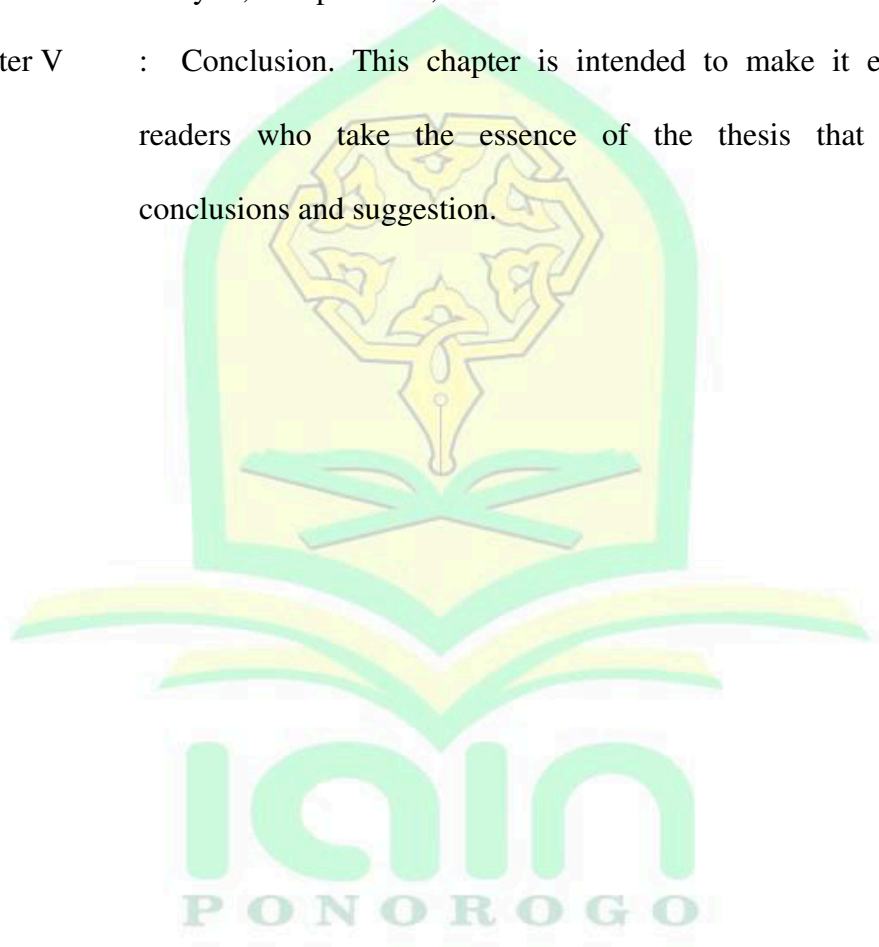 ter V : Conclusion. This chapter is intended to make it e
readers who take the essence of the thesis that
conclusions and suggestion.
iain
PONOROGO